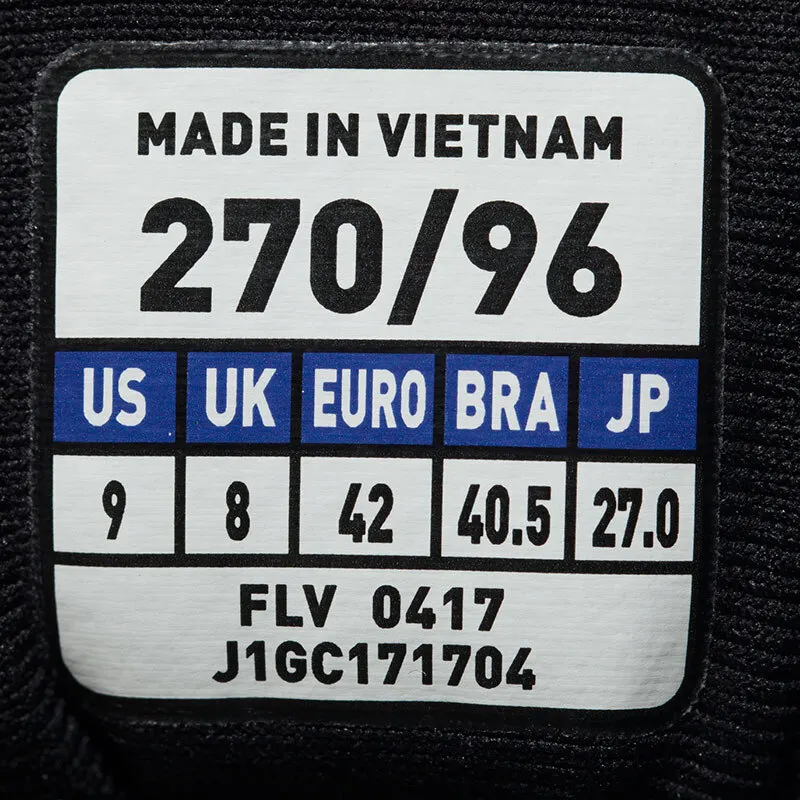 MADE IN VIETNAM
270/96
US UK EURO BRA JP
9 8 42 40.5 27.0
FLV 0417
J1GC171704